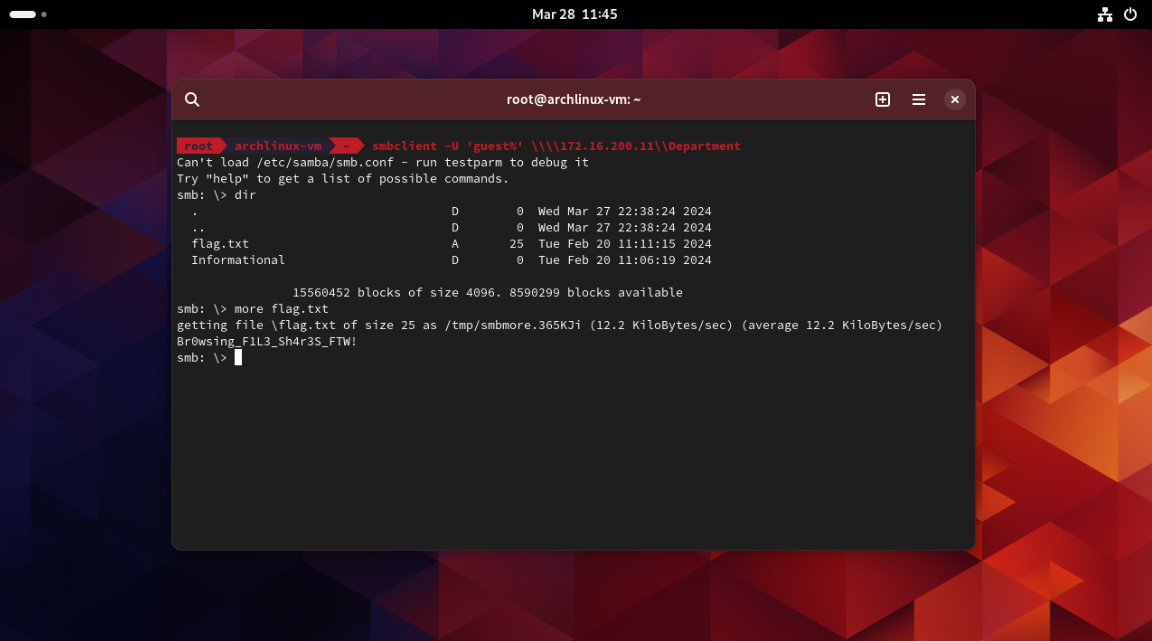 Mar 28 11:45
root@archlinux-vm: ~
root archlinux-vm ~ smbclient -U 'guest%' \\\\172.16.200.11\\Department
Can't load /etc/samba/smb.conf - run testparm to debug it
Try "help" to get a list of possible commands.
smb: \> dir
. D 0 Wed Mar 27 22:38:24 2024
.. D 0 Wed Mar 27 22:38:24 2024
flag.txt A 25 Tue Feb 20 11:11:15 2024
Informational D 0 Tue Feb 20 11:06:19 2024
15560452 blocks of size 4096. 8590299 blocks available
smb: \> more flag.txt
getting file \flag.txt of size 25 as /tmp/smbmore.365KJi (12.2 KiloBytes/sec) (average 12.2 KiloBytes/sec)
Br0wsing_F1L3_Sh4r3S_FTW!
smb: \>